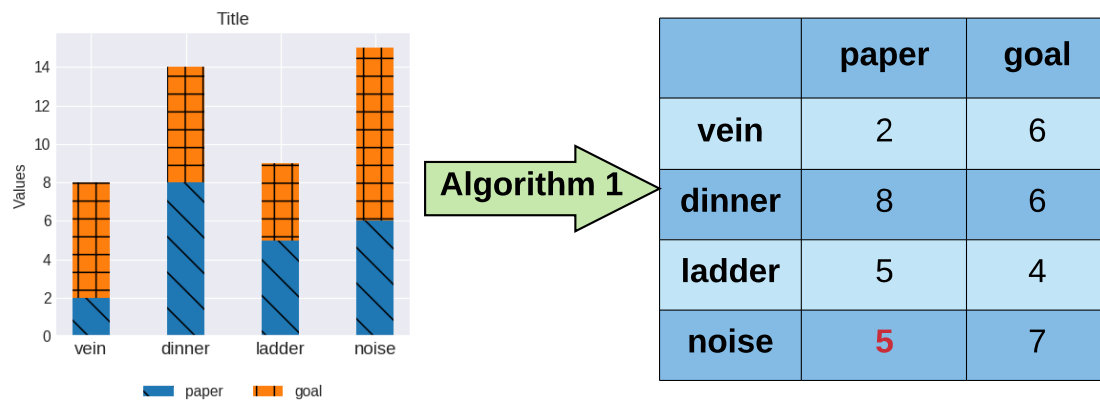 Title
Values
14
12
10
8
6
4
2
0
vein dinner ladder noise
paper goal
Algorithm 1
paper goal
vein 2 6
dinner 8 6
ladder 5 4
noise 5 7